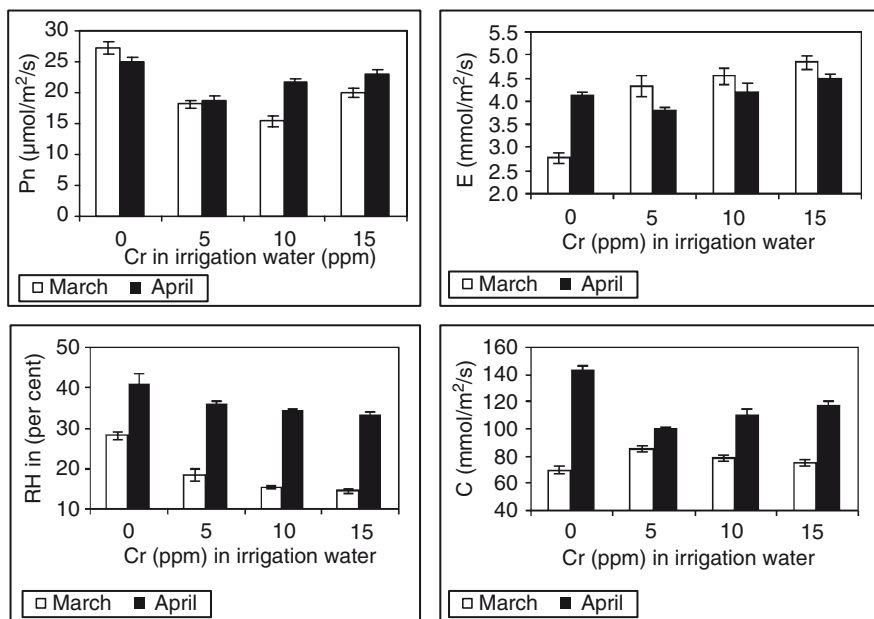 Pn (µmol/m²/s)
30
25
20
15
10
5
0
0 5 10 15
Cr in irrigation water (ppm)
March April
E (mmol/m²/s)
5.5
5.0
4.5
4.0
3.5
3.0
2.5
2.0
0 5 10 15
Cr (ppm) in irrigation water
March April
RH in (per cent)
50
40
30
20
10
0 5 10 15
Cr (ppm) in irrigation water
March April
C (mmol/m²/s)
160
140
120
100
80
60
40
0 5 10 15
Cr (ppm) in irrigation water
March April